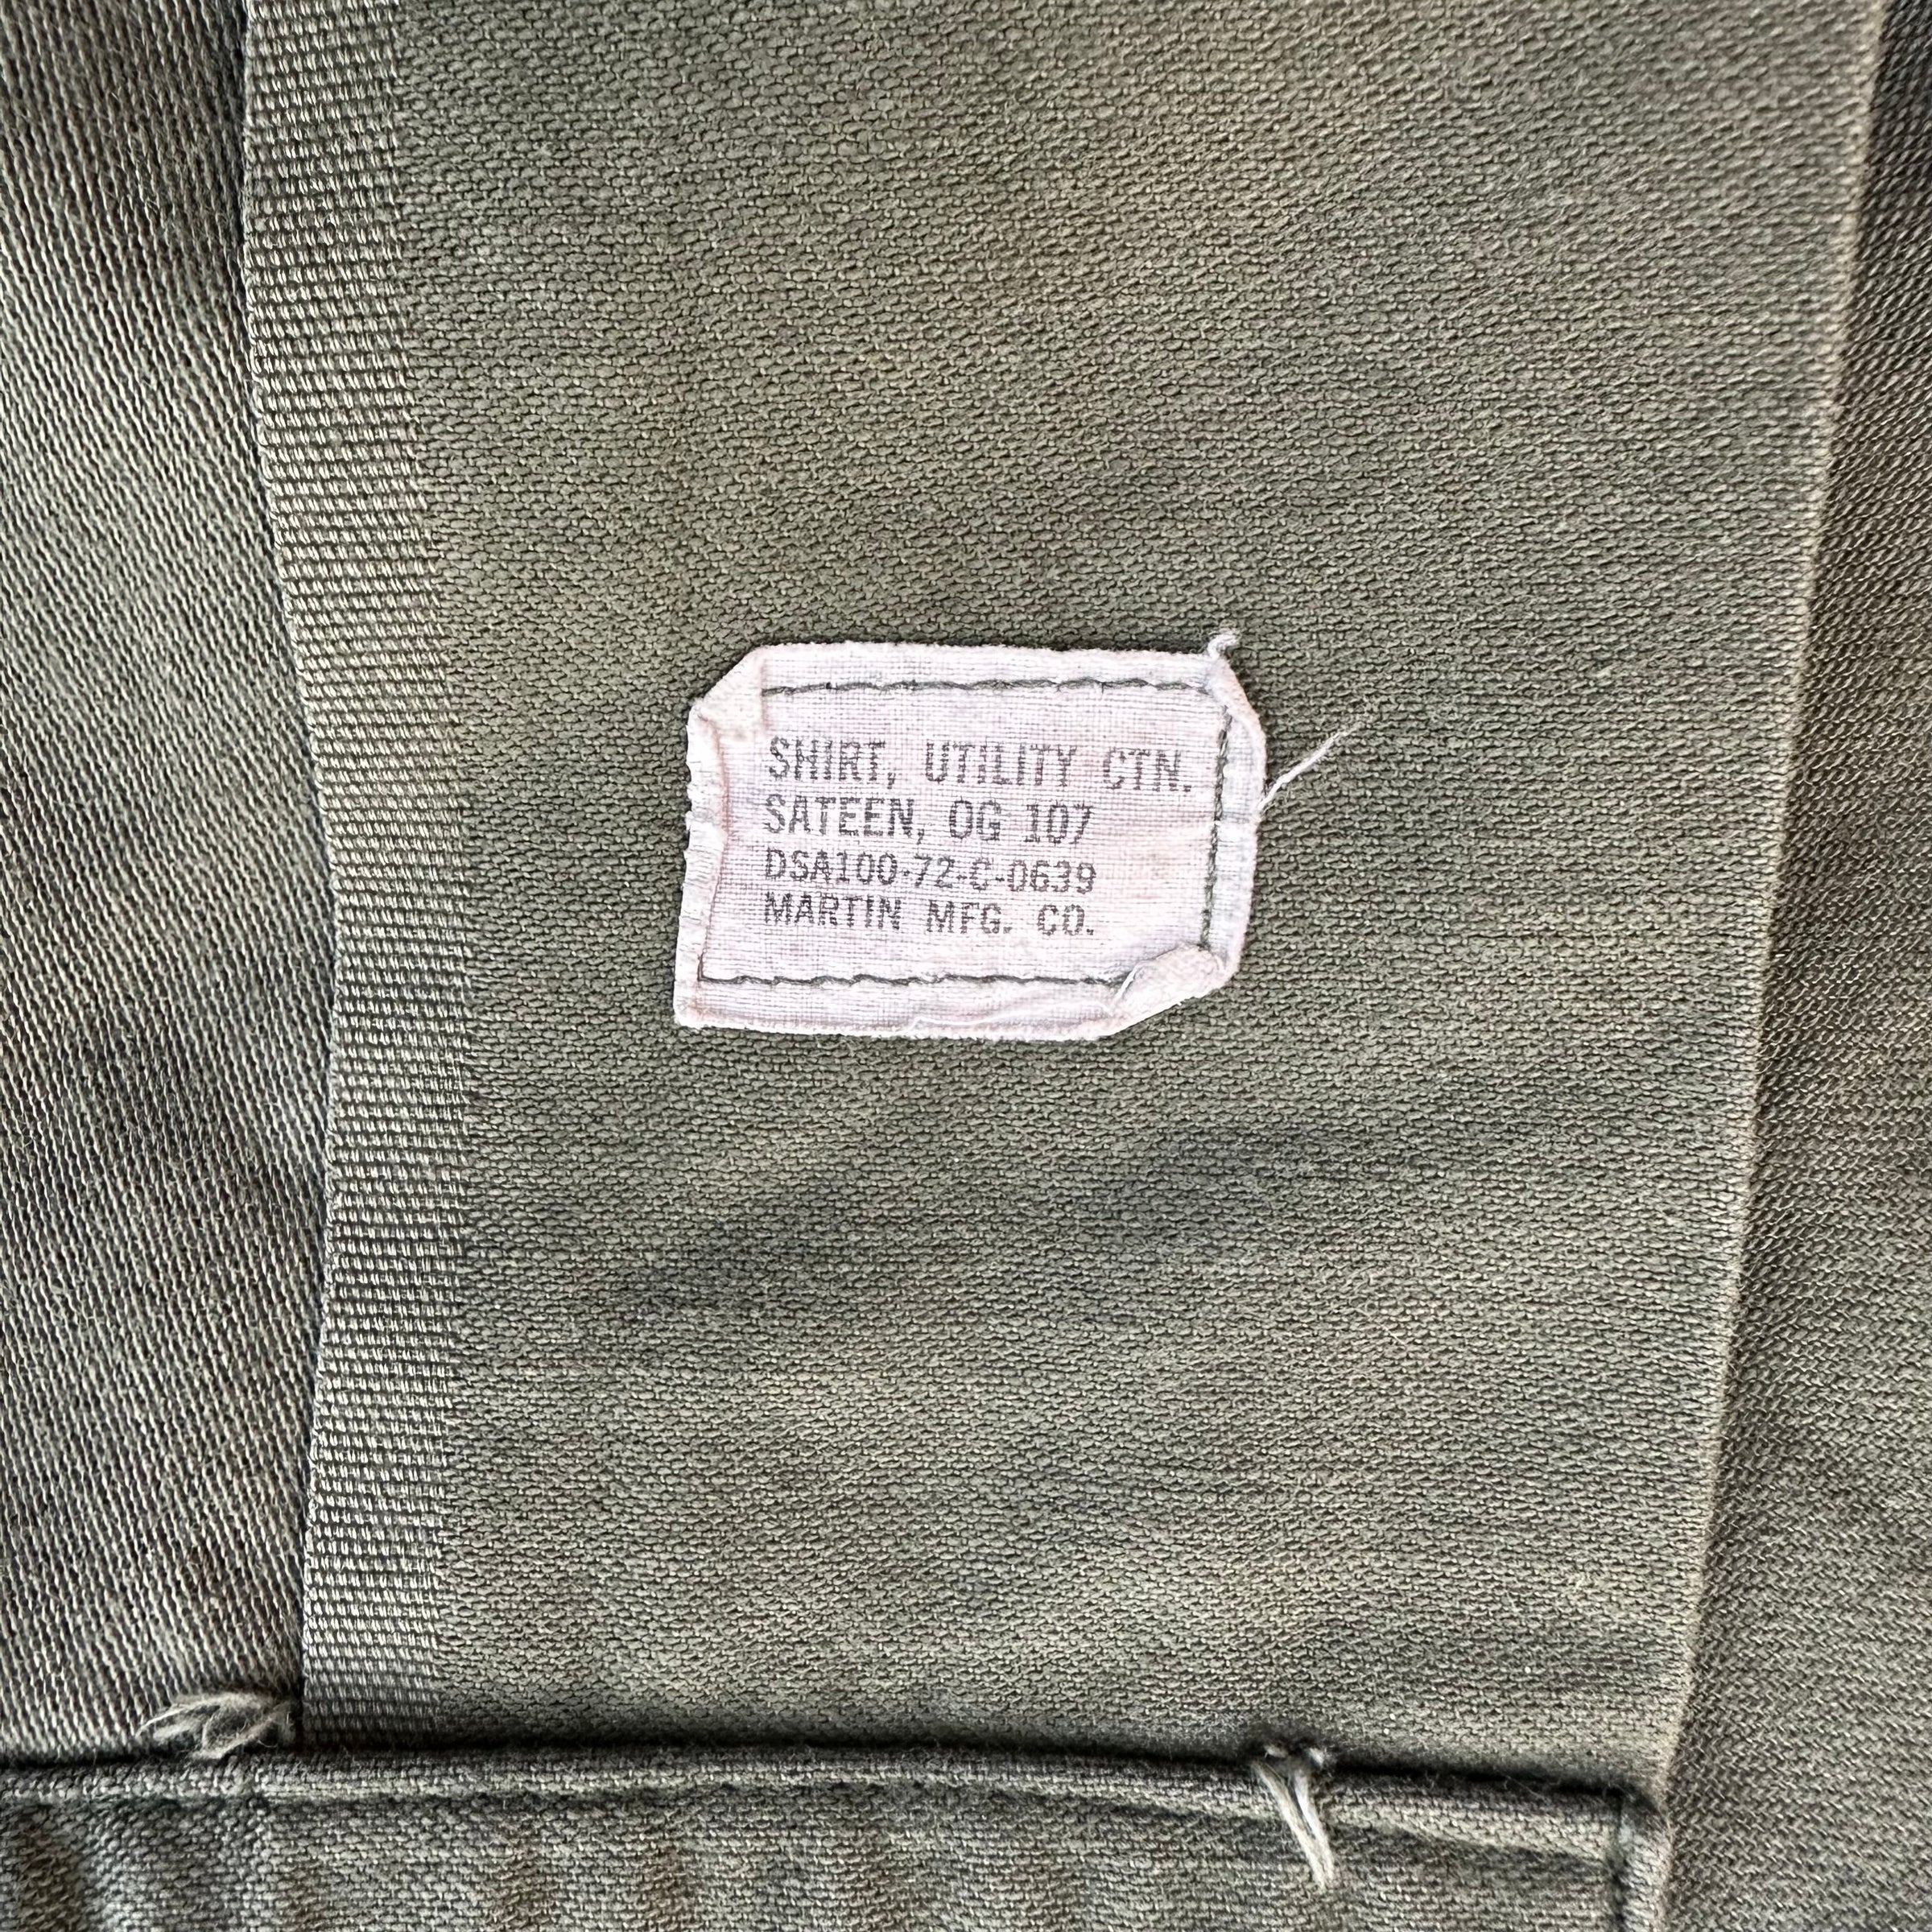 SHIRT, UTILITY CTN.
SATEEN, OG 107
DSA100-72-C-0639
MARTIN MFG. CO.